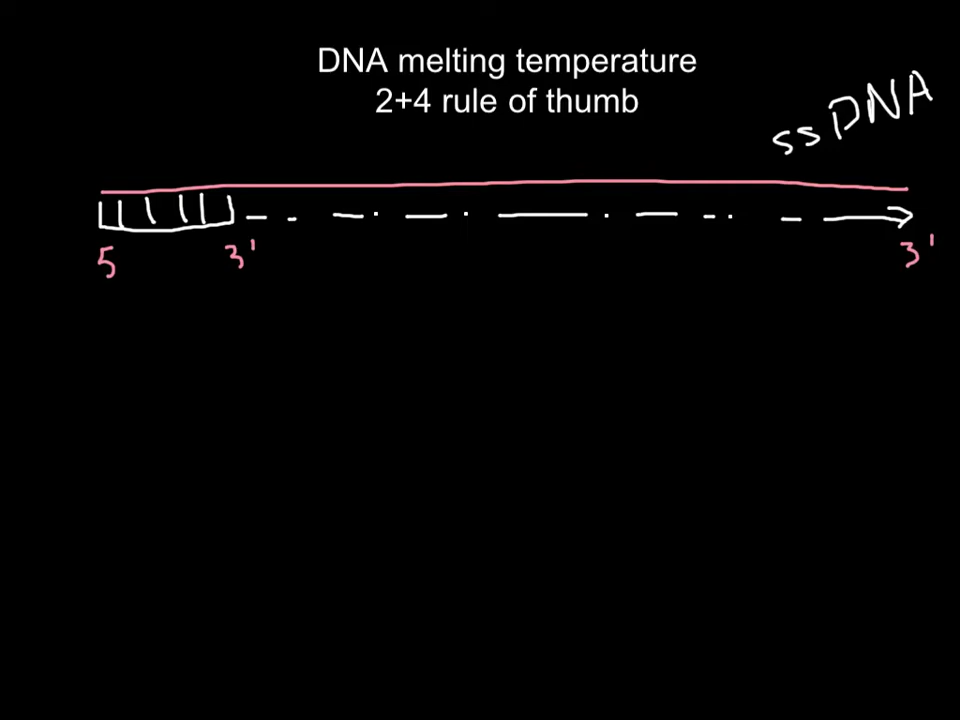 DNA melting temperature
2+4 rule of thumb
ssDNA
5 3' 3'